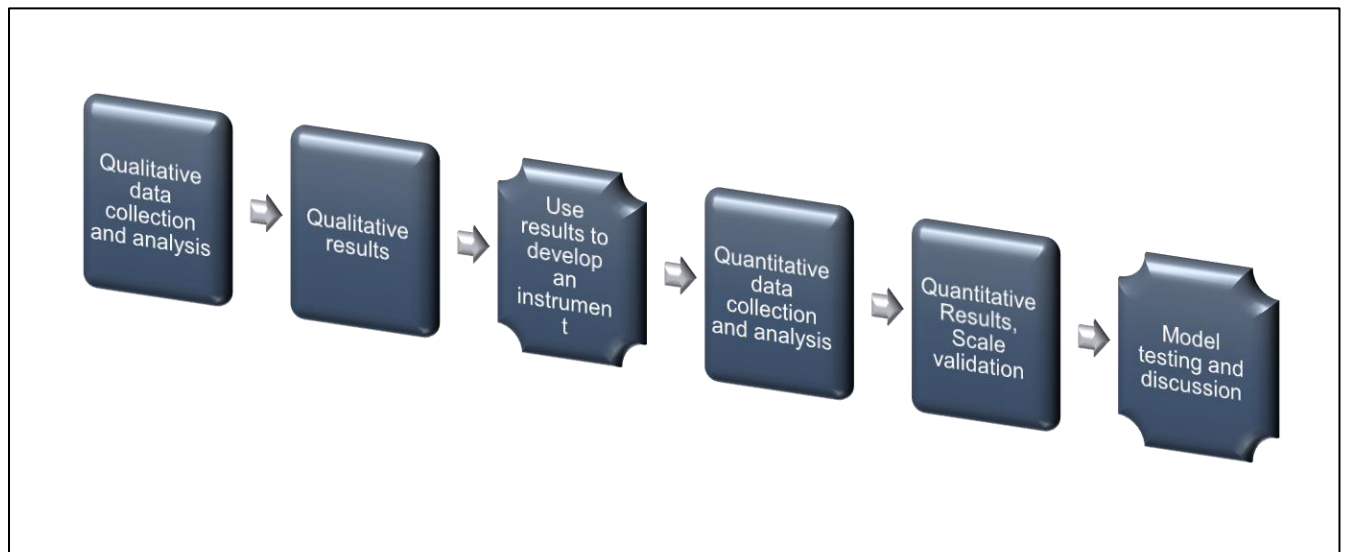 Qualitative
data
collection
and analysis
Qualitative
results
Use
results to
develop
an
instrumen
t
Quantitative
data
collection
and analysis
Quantitative
Results,
Scale
validation
Model
testing and
discussion